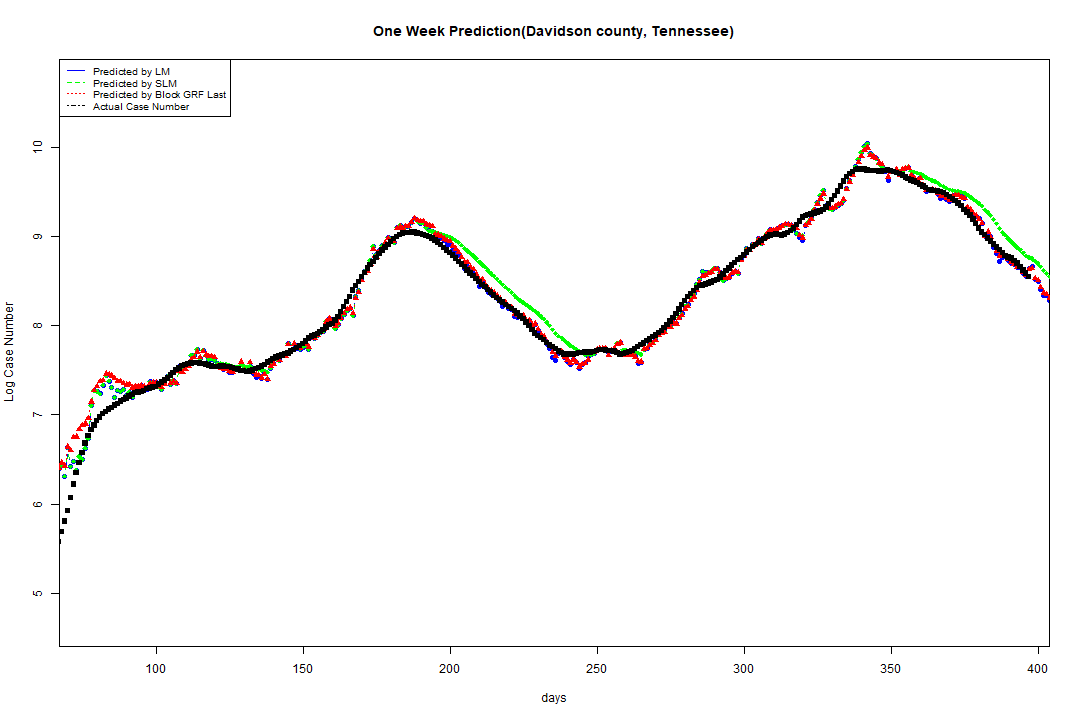 One Week Prediction(Davidson county, Tennessee)
Predicted by LM
Predicted by SLM
Predicted by Block GRF Last
Actual Case Number
10
9
8
7
6
5
Log Case Number
100 150 200 250 300 350 400
days